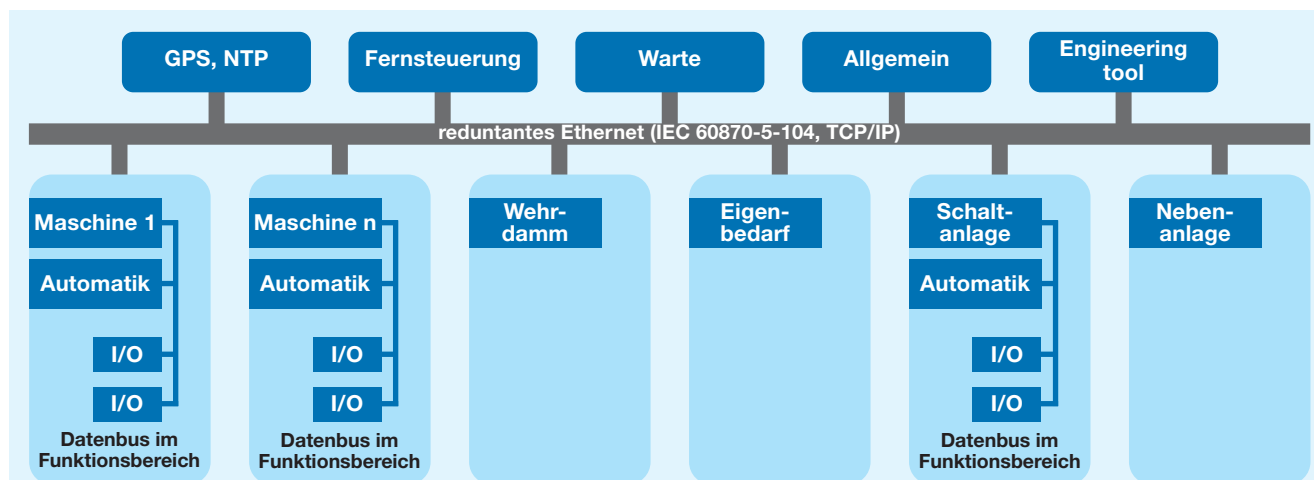 GPS, NTP
Fernsteuerung
Warte
Allgemein
Engineering
tool
reduntantes Ethernet (IEC 60870-5-104, TCP/IP)
Maschine 1
Automatik
I/O
I/O
Datenbus im
Funktionsbereich
Maschine n
Automatik
I/O
I/O
Datenbus im
Funktionsbereich
Wehr-
damm
Eigen-
bedarf
Schalt-
anlage
Automatik
I/O
I/O
Datenbus im
Funktionsbereich
Neben-
anlage